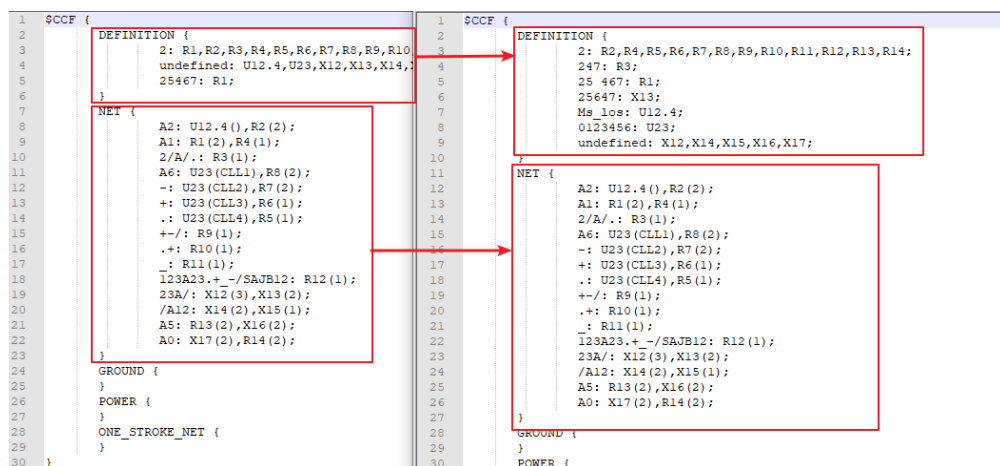 1 $CCF {
2 DEFINITION {
3 2: R1,R2,R3,R4,R5,R6,R7,R8,R9,R10
4 undefined: U12.4,U23,X12,X13,X14,
5 25467: R1;
6 }
7 NET {
8 A2: U12.4(),R2(2);
9 A1: R1(2),R4(1);
10 2/A/.: R3(1);
11 A6: U23(CLL1),R8(2);
12 -: U23(CLL2),R7(2);
13 +: U23(CLL3),R6(1);
14 .: U23(CLL4),R5(1);
15 +-/: R9(1);
16 .+: R10(1);
17 _: R11(1);
18 123A23.+_-/SAJB12: R12(1);
19 23A/: X12(3),X13(2);
20 /A12: X14(2),X15(1);
21 A5: R13(2),X16(2);
22 A0: X17(2),R14(2);
23 }
24 GROUND {
25 }
26 POWER {
27 }
28 ONE_STROKE_NET {
29 }
30 }
1 $CCF {
2 DEFINITION {
3 2: R2,R4,R5,R6,R7,R8,R9,R10,R11,R12,R13,R14;
4 247: R3;
5 25 467: R1;
6 25647: X13;
7 Ms_los: U12.4;
8 0123456: U23;
9 undefined: X12,X14,X15,X16,X17;
10 }
11 NET {
12 A2: U12.4(),R2(2);
13 A1: R1(2),R4(1);
14 2/A/.: R3(1);
15 A6: U23(CLL1),R8(2);
16 -: U23(CLL2),R7(2);
17 +: U23(CLL3),R6(1);
18 .: U23(CLL4),R5(1);
19 +-/: R9(1);
20 .+: R10(1);
21 _: R11(1);
22 123A23.+_-/SAJB12: R12(1);
23 23A/: X12(3),X13(2);
24 /A12: X14(2),X15(1);
25 A5: R13(2),X16(2);
26 A0: X17(2),R14(2);
27 }
28 GROUND {
29 }
30 POWER {